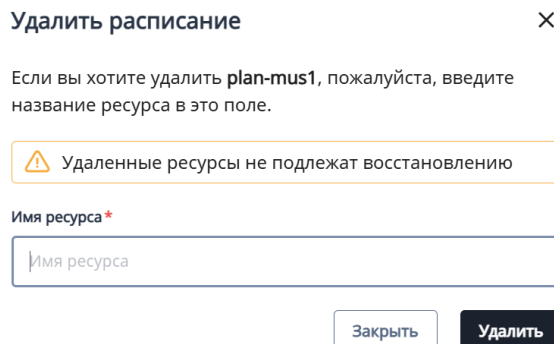 Удалить расписание
Если вы хотите удалить plan-mus1, пожалуйста, введите
название ресурса в это поле.
Удаленные ресурсы не подлежат восстановлению
Имя ресурса*
Имя ресурса
Закрыть
Удалить